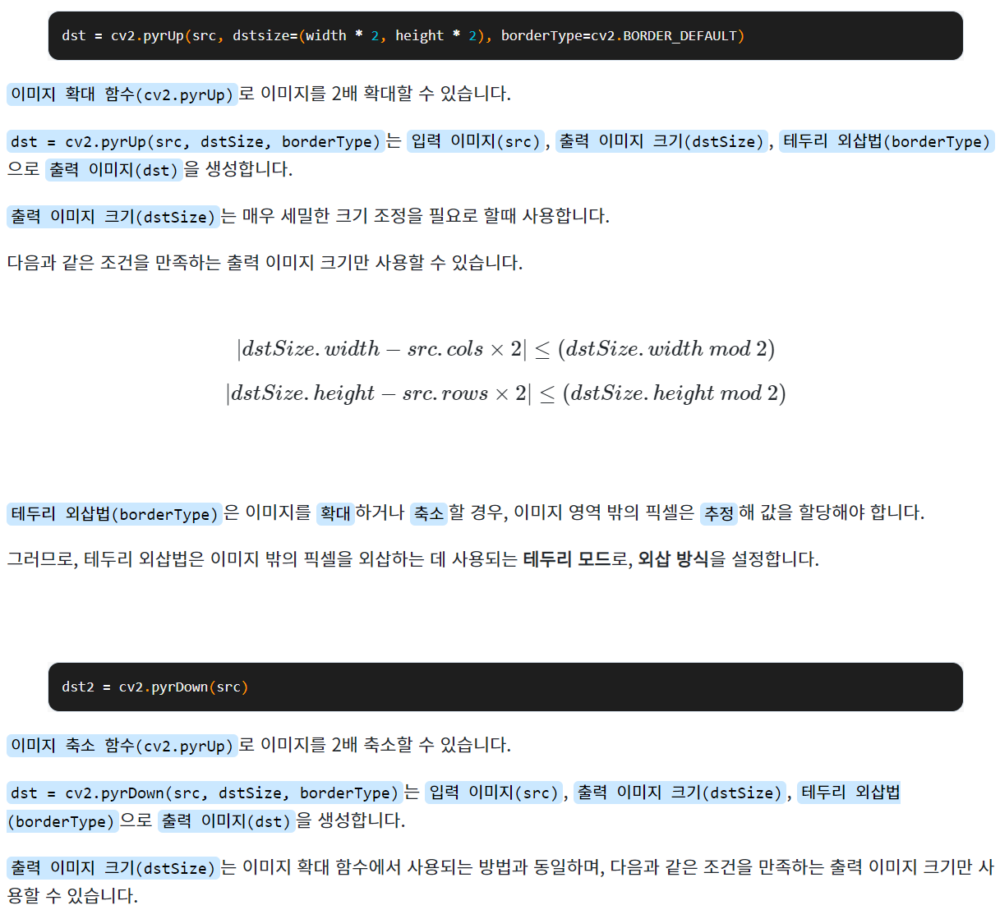 dst = cv2.pyrUp(src, dstsize=(width * 2, height * 2), borderType=cv2.BORDER_DEFAULT)
이미지 확대 함수(cv2.pyrUp)로 이미지를 2배 확대할 수 있습니다.
dst = cv2.pyrUp(src, dstSize, borderType)는 입력 이미지(src), 출력 이미지 크기(dstSize), 테두리 외삽법(borderType)
으로 출력 이미지(dst)을 생성합니다.
출력 이미지 크기(dstSize)는 매우 세밀한 크기 조정을 필요로 할때 사용합니다.
다음과 같은 조건을 만족하는 출력 이미지 크기만 사용할 수 있습니다.
|dstSize.width − src.cols × 2| ≤ (dstSize.width mod 2)
|dstSize.height − src.rows × 2| ≤ (dstSize.height mod 2)
테두리 외삽법(borderType)은 이미지를 확대하거나 축소할 경우, 이미지 영역 밖의 픽셀은 추정해 값을 할당해야 합니다.
그러므로, 테두리 외삽법은 이미지 밖의 픽셀을 외삽하는 데 사용되는 테두리 모드로, 외삽 방식을 설정합니다.
dst2 = cv2.pyrDown(src)
이미지 축소 함수(cv2.pyrUp)로 이미지를 2배 축소할 수 있습니다.
dst = cv2.pyrDown(src, dstSize, borderType)는 입력 이미지(src), 출력 이미지 크기(dstSize), 테두리 외삽법
(borderType)으로 출력 이미지(dst)을 생성합니다.
출력 이미지 크기(dstSize)는 이미지 확대 함수에서 사용되는 방법과 동일하며, 다음과 같은 조건을 만족하는 출력 이미지 크기만 사
용할 수 있습니다.